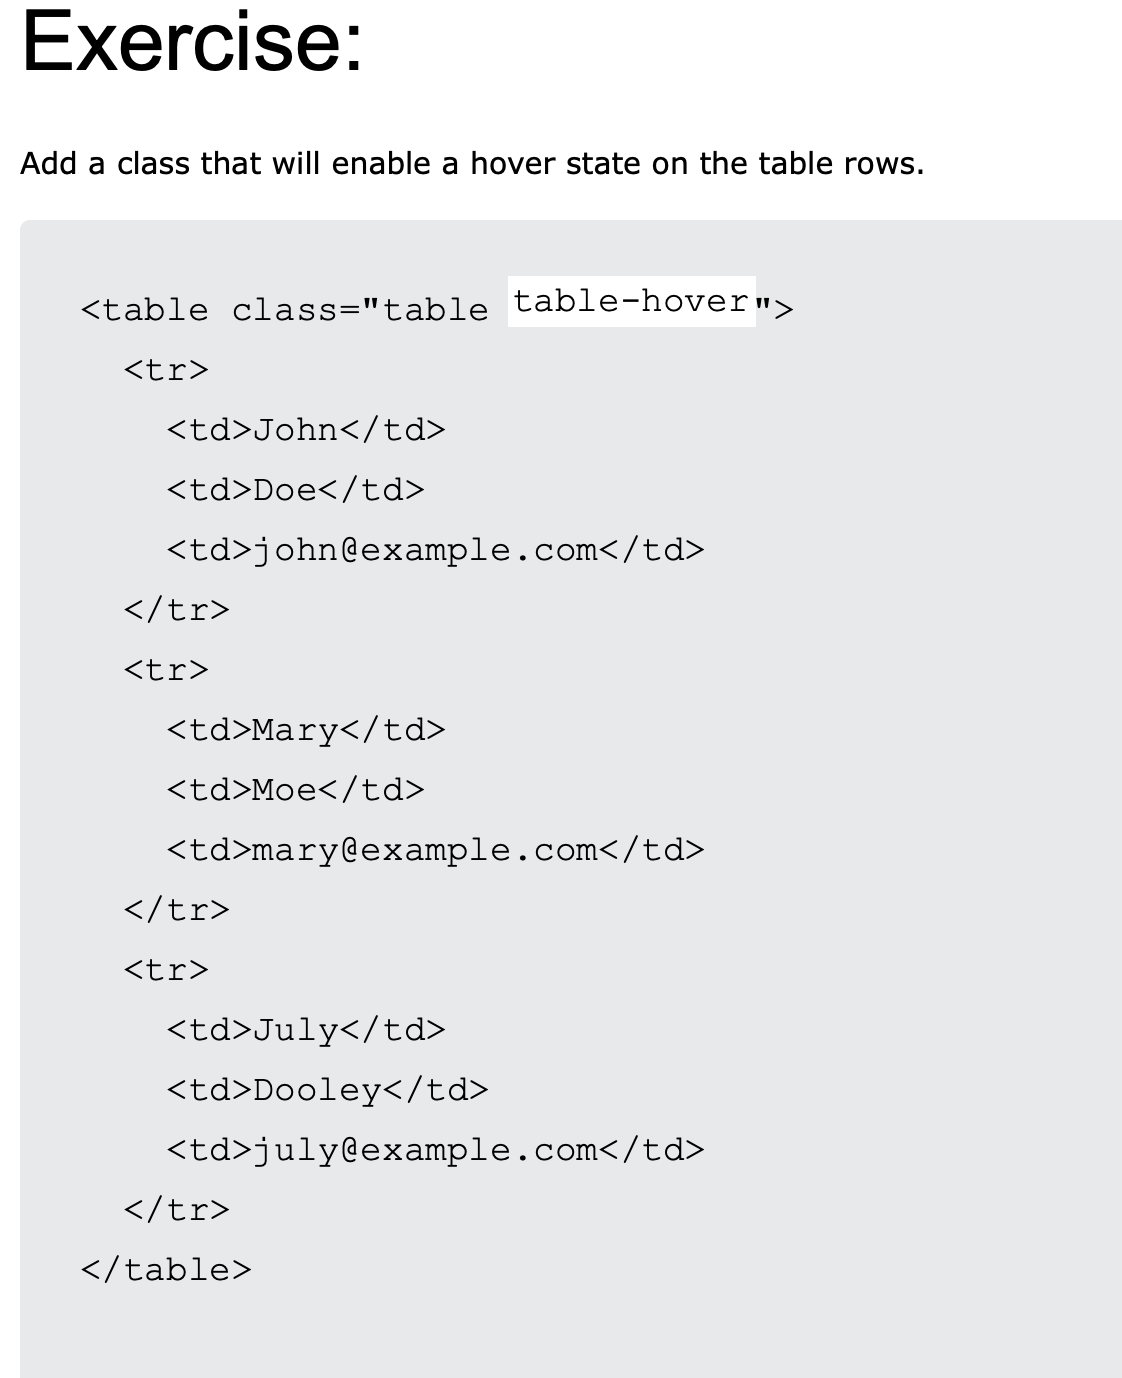 Exercise:
Add a class that will enable a hover state on the table rows.
<table class="table table-hover">
<tr>
<td>John</td>
<td>Doe</td>
<td>john@example.com</td>
</tr>
<tr>
<td>Mary</td>
<td>Moe</td>
<td>mary@example.com</td>
</tr>
<tr>
<td>July</td>
<td>Dooley</td>
<td>july@example.com</td>
</tr>
</table>